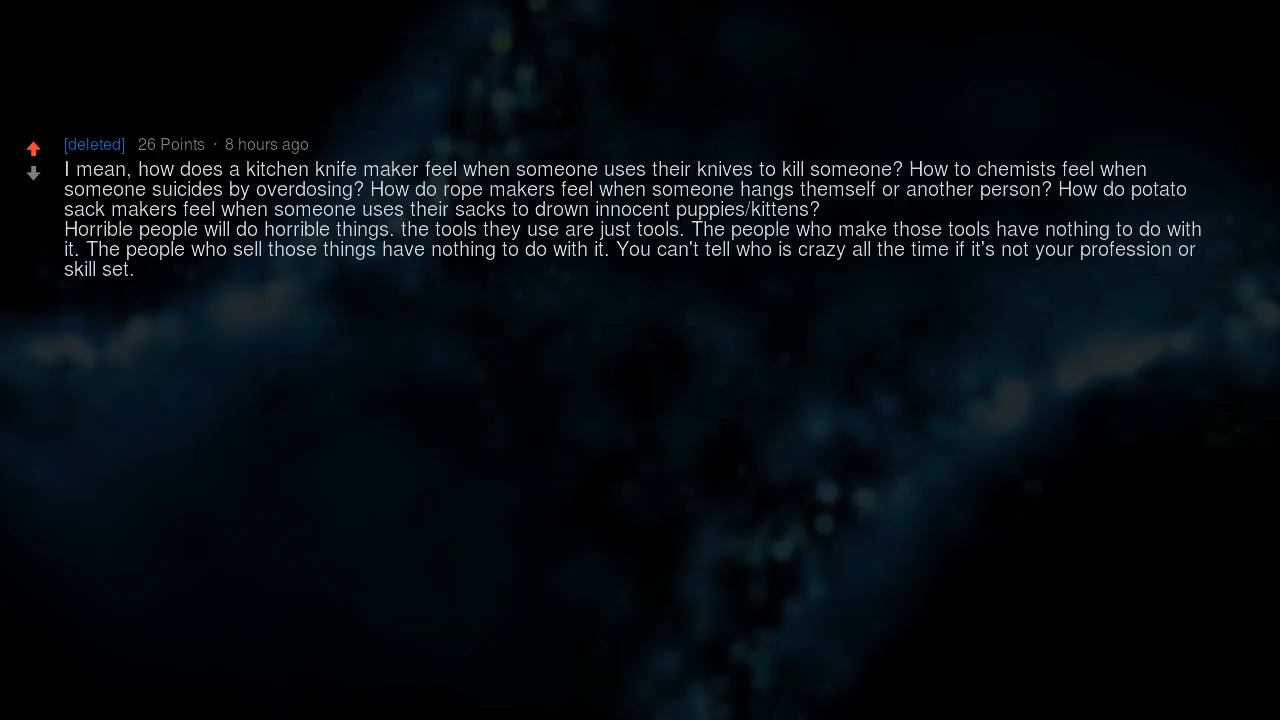 [deleted] 26 Points · 8 hours ago
I mean, how does a kitchen knife maker feel when someone uses their knives to kill someone? How to chemists feel when
someone suicides by overdosing? How do rope makers feel when someone hangs themself or another person? How do potato
sack makers feel when someone uses their sacks to drown innocent puppies/kittens?
Horrible people will do horrible things. the tools they use are just tools. The people who make those tools have nothing to do with
it. The people who sell those things have nothing to do with it. You can't tell who is crazy all the time if it's not your profession or
skill set.